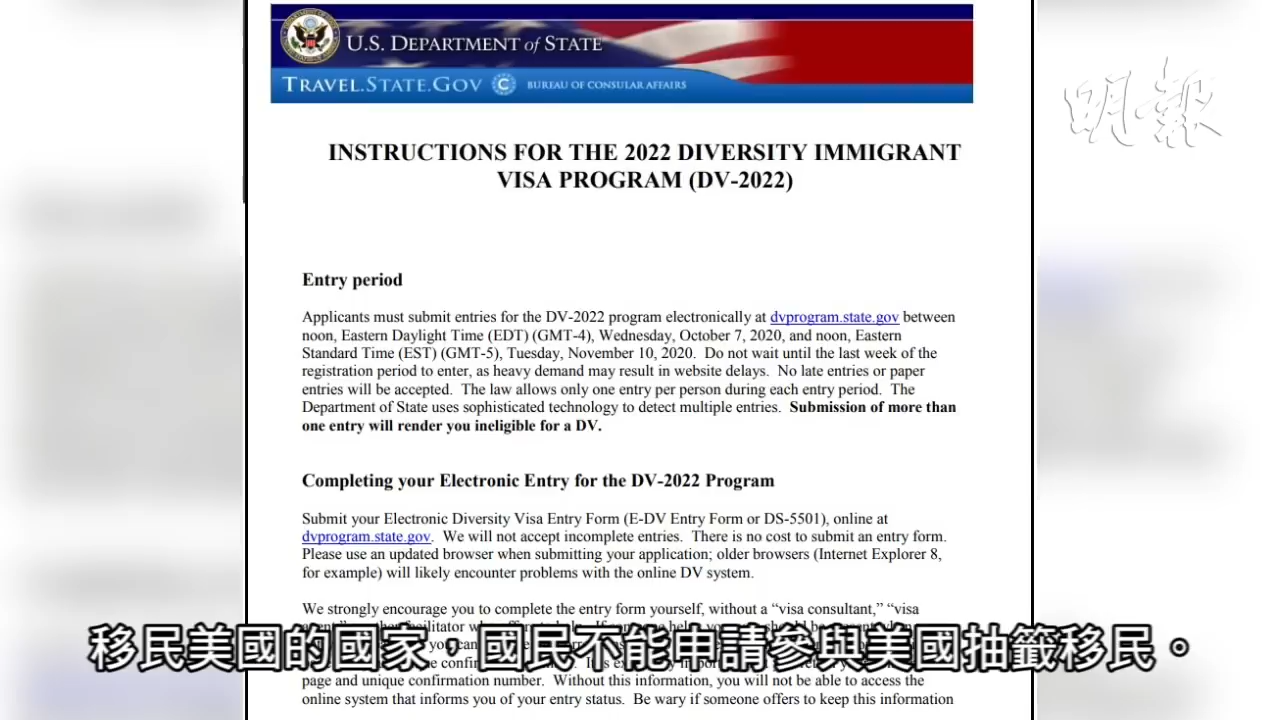 U.S. DEPARTMENT of STATE
TRAVEL.STATE.GOV BUREAU OF CONSULAR AFFAIRS
明報
INSTRUCTIONS FOR THE 2022 DIVERSITY IMMIGRANT
VISA PROGRAM (DV-2022)
Entry period
Applicants must submit entries for the DV-2022 program electronically at dvprogram.state.gov between
noon, Eastern Daylight Time (EDT) (GMT-4), Wednesday, October 7, 2020, and noon, Eastern
Standard Time (EST) (GMT-5), Tuesday, November 10, 2020. Do not wait until the last week of the
registration period to enter, as heavy demand may result in website delays. No late entries or paper
entries will be accepted. The law allows only one entry per person during each entry period. The
Department of State uses sophisticated technology to detect multiple entries. Submission of more than
one entry will render you ineligible for a DV.
Completing your Electronic Entry for the DV-2022 Program
Submit your Electronic Diversity Visa Entry Form (E-DV Entry Form or DS-5501), online at
dvprogram.state.gov. We will not accept incomplete entries. There is no cost to submit an entry form.
Please use an updated browser when submitting your application; older browsers (Internet Explorer 8,
for example) will likely encounter problems with the online DV system.
We strongly encourage you to complete the entry form yourself, without a “visa consultant,” “visa
移民美國的國家，國民不能申請參與美國抽籤移民。
page and unique confirmation number. Without this information, you will not be able to access the
online system that informs you of your entry status. Be wary if someone offers to keep this information